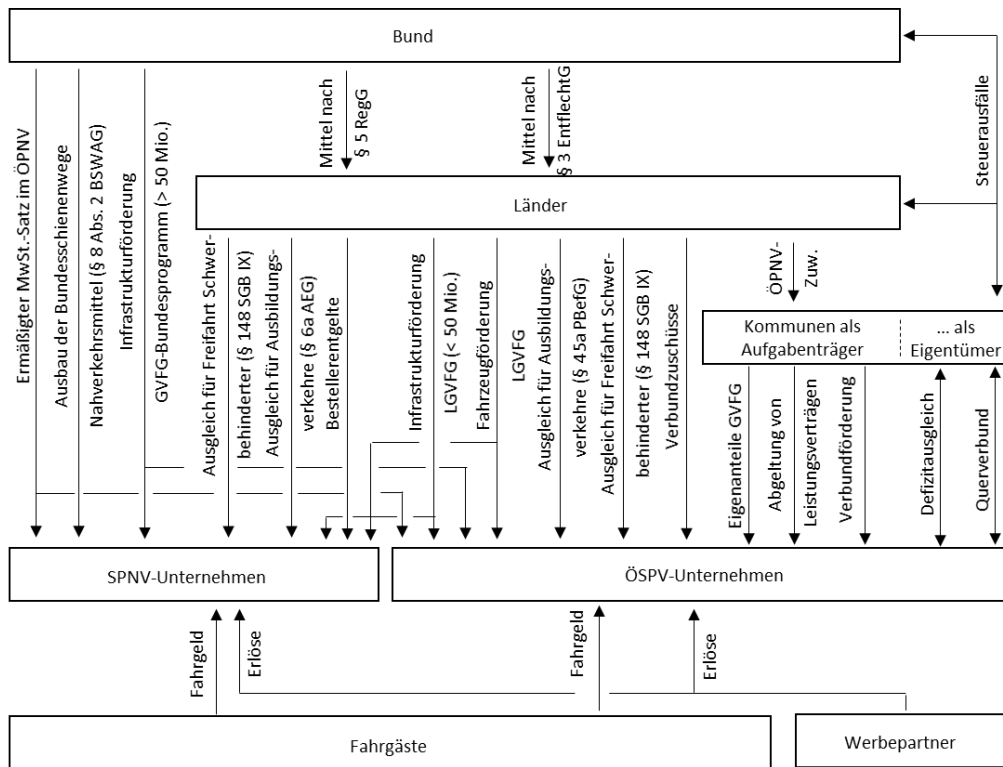 Bund
Ermäßigter MwSt.-Satz im ÖPNV
Ausbau der Bundesschienenwege
Nahverkehrsmittel (§ 8 Abs. 2 BSWAG)
Infrastrukturförderung
GVFG-Bundesprogramm (> 50 Mio.)
Mittel nach
§ 5 RegG
Mittel nach
§ 3 EntflechtG
Steuerausfälle
Länder
Ausgleich für Freifahrt Schwer-
behinderter (§ 148 SGB IX)
Ausgleich für Ausbildungs-
verkehre (§ 6a AEG)
Bestellerentgelte
Infrastrukturförderung
LGVFG (< 50 Mio.)
Fahrzeugförderung
LGVFG
Ausgleich für Ausbildungs-
verkehre (§ 45a PBefG)
Ausgleich für Freifahrt Schwer-
behinderter (§ 148 SGB IX)
Verbundzuschüsse
ÖPNV-
Zuw.
Kommunen als
Aufgabenträger
... als
Eigentümer
Eigenanteile GVFG
Abgeltung von
Leistungsverträgen
Verbundförderung
Defizitausgleich
Querverbund
SPNV-Unternehmen
ÖSPV-Unternehmen
Fahrgeld
Erlöse
Fahrgeld
Erlöse
Fahrgäste
Werbepartner